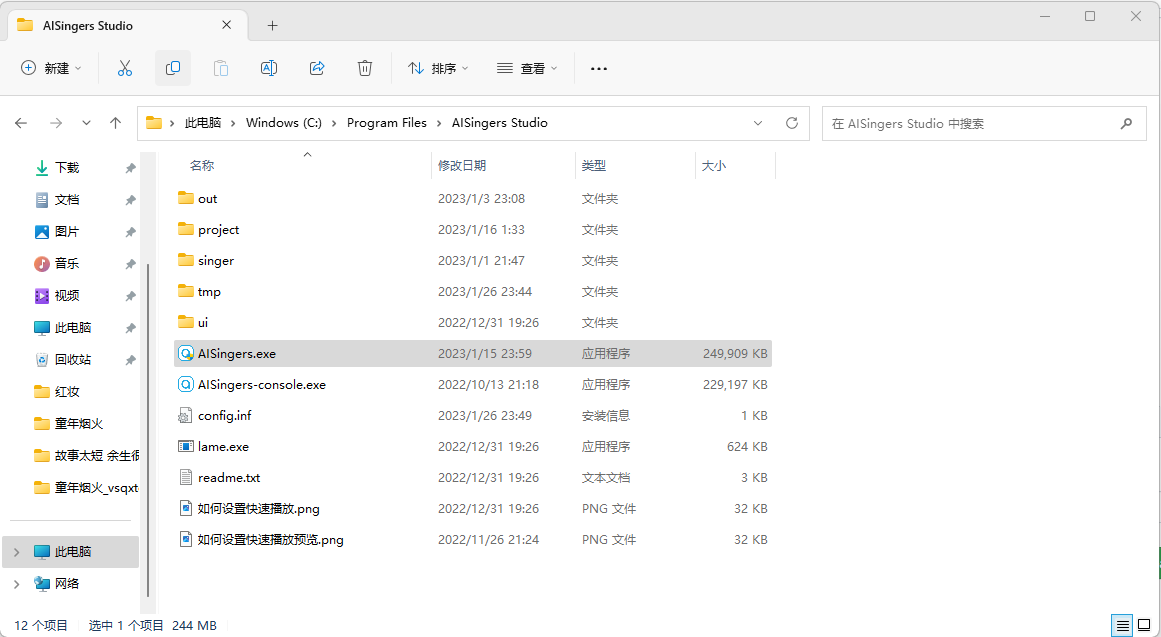 AISingers Studio
新建
排序
查看
此电脑 > Windows (C:) > Program Files > AISingers Studio
在 AISingers Studio 中搜索
下载
文档
图片
音乐
视频
此电脑
回收站
红妆
童年烟火
故事太短 余生很
童年烟火_vsqxt
此电脑
网络
名称 修改日期 类型 大小
out 2023/1/3 23:08 文件夹
project 2023/1/16 1:33 文件夹
singer 2023/1/1 21:47 文件夹
tmp 2023/1/26 23:44 文件夹
ui 2022/12/31 19:26 文件夹
AISingers.exe 2023/1/15 23:59 应用程序 249,909 KB
AISingers-console.exe 2022/10/13 21:18 应用程序 229,197 KB
config.inf 2023/1/26 23:49 安装信息 1 KB
lame.exe 2022/12/31 19:26 应用程序 624 KB
readme.txt 2022/12/31 19:26 文本文档 3 KB
如何设置快速播放.png 2022/12/31 19:26 PNG 文件 32 KB
如何设置快速播放预览.png 2022/11/26 21:24 PNG 文件 32 KB
12 个项目 选中 1 个项目 244 MB